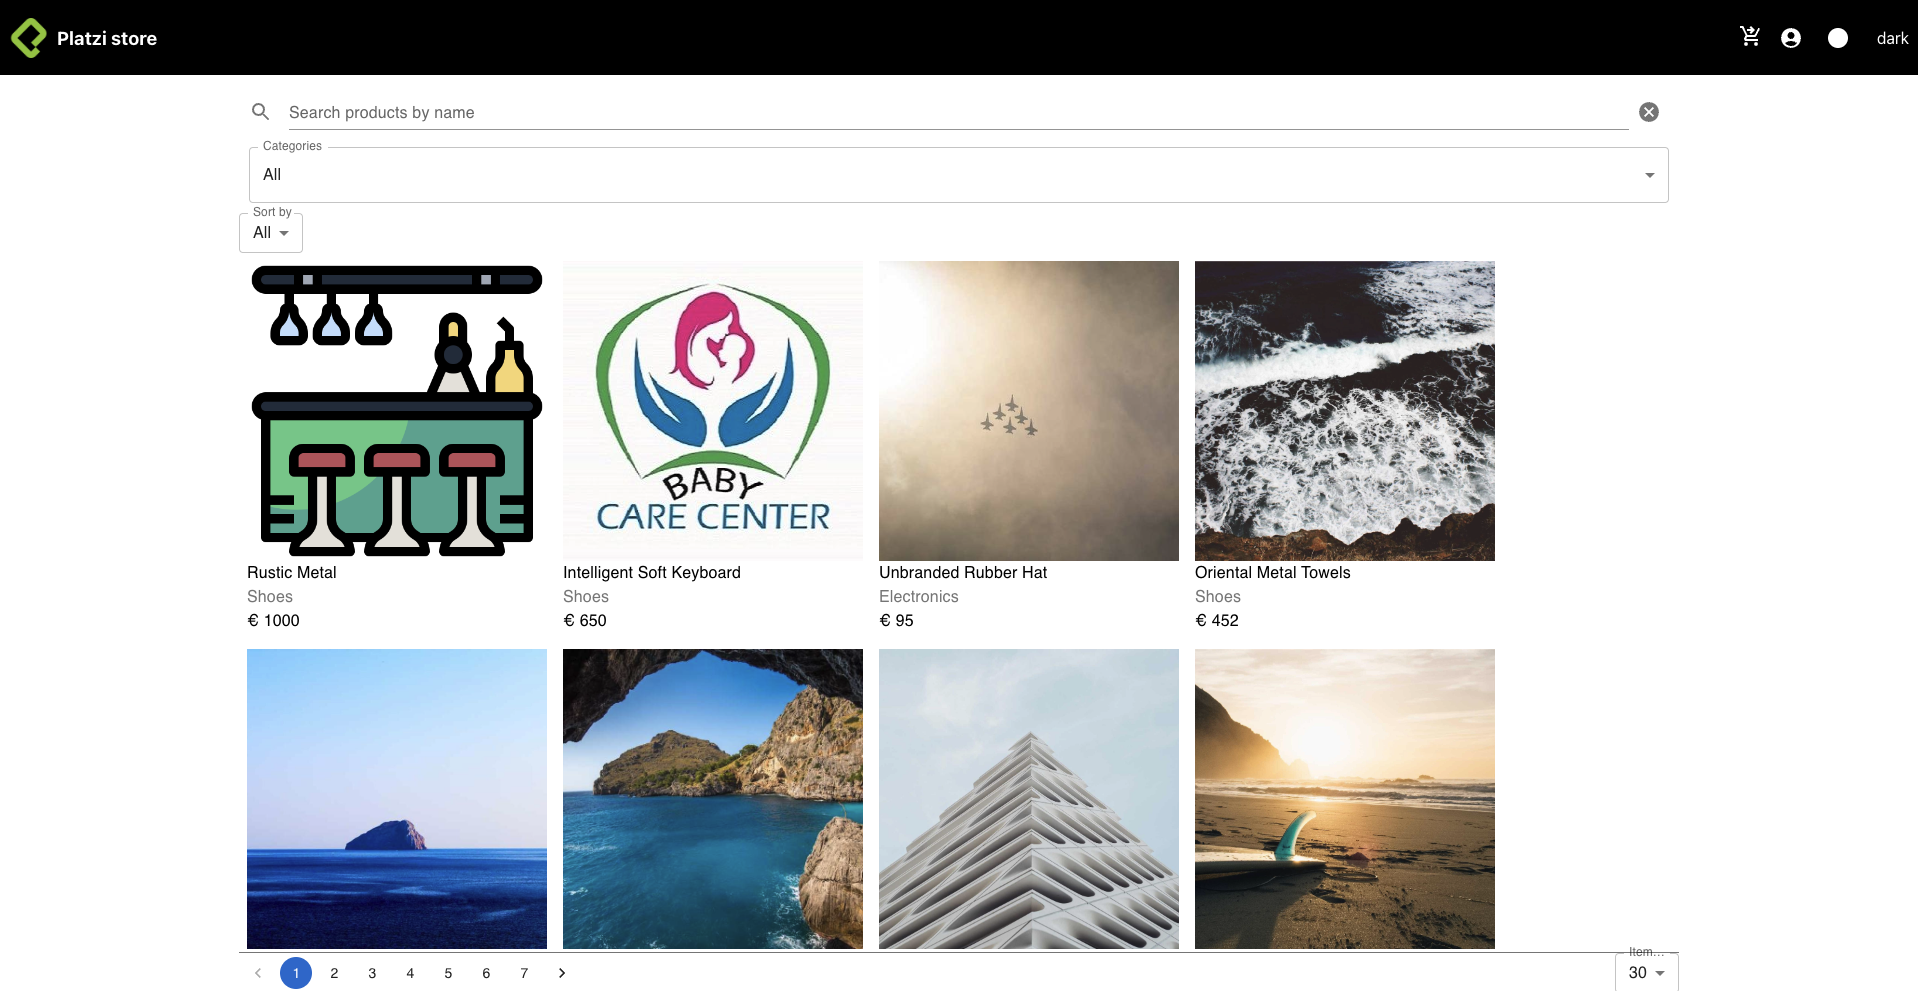 Platzi store
dark
Search products by name
Categories
All
Sort by
All
BABY
CARE CENTER
Rustic Metal
Shoes
€ 1000
Intelligent Soft Keyboard
Shoes
€ 650
Unbranded Rubber Hat
Electronics
€ 95
Oriental Metal Towels
Shoes
€ 452
1 2 3 4 5 6 7
Item...
30